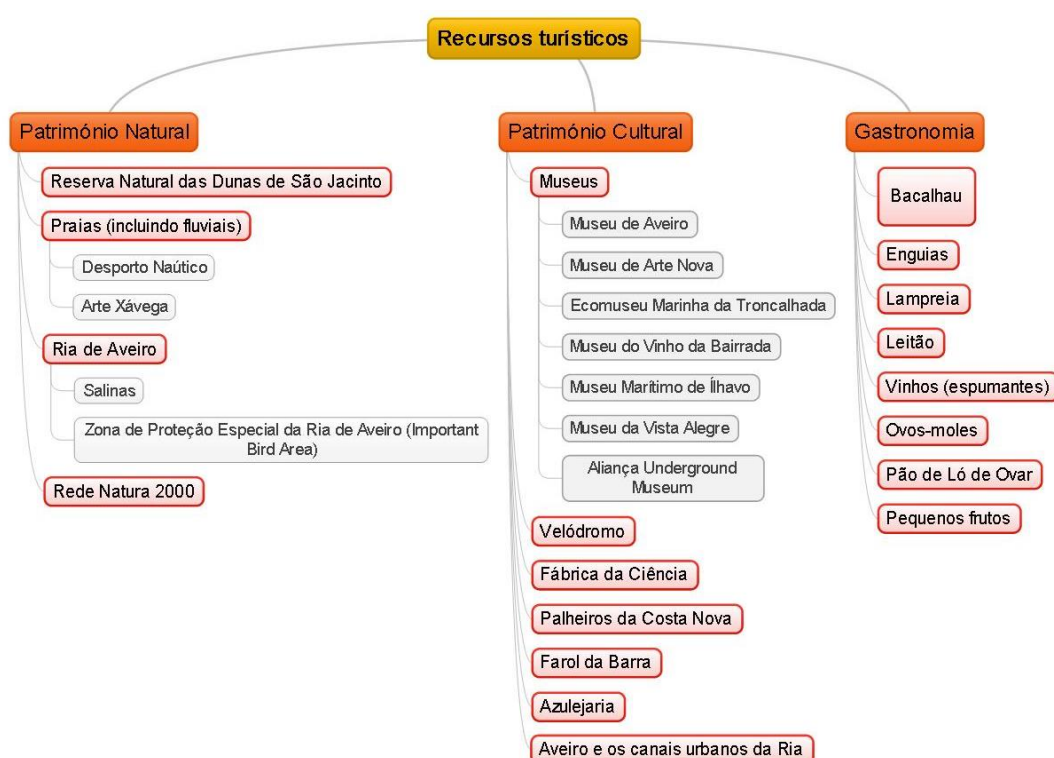 Recursos turísticos
Património Natural
Reserva Natural das Dunas de São Jacinto
Praias (incluindo fluviais)
Desporto Naútico
Arte Xávega
Ria de Aveiro
Salinas
Zona de Proteção Especial da Ria de Aveiro (Important
Bird Area)
Rede Natura 2000
Património Cultural
Museus
Museu de Aveiro
Museu de Arte Nova
Ecomuseu Marinha da Troncalhada
Museu do Vinho da Bairrada
Museu Marítimo de Ílhavo
Museu da Vista Alegre
Aliança Underground
Museum
Velódromo
Fábrica da Ciência
Palheiros da Costa Nova
Farol da Barra
Azulejaria
Aveiro e os canais urbanos da Ria
Gastronomia
Bacalhau
Enguias
Lampreia
Leitão
Vinhos (espumantes)
Ovos-moles
Pão de Ló de Ovar
Pequenos frutos